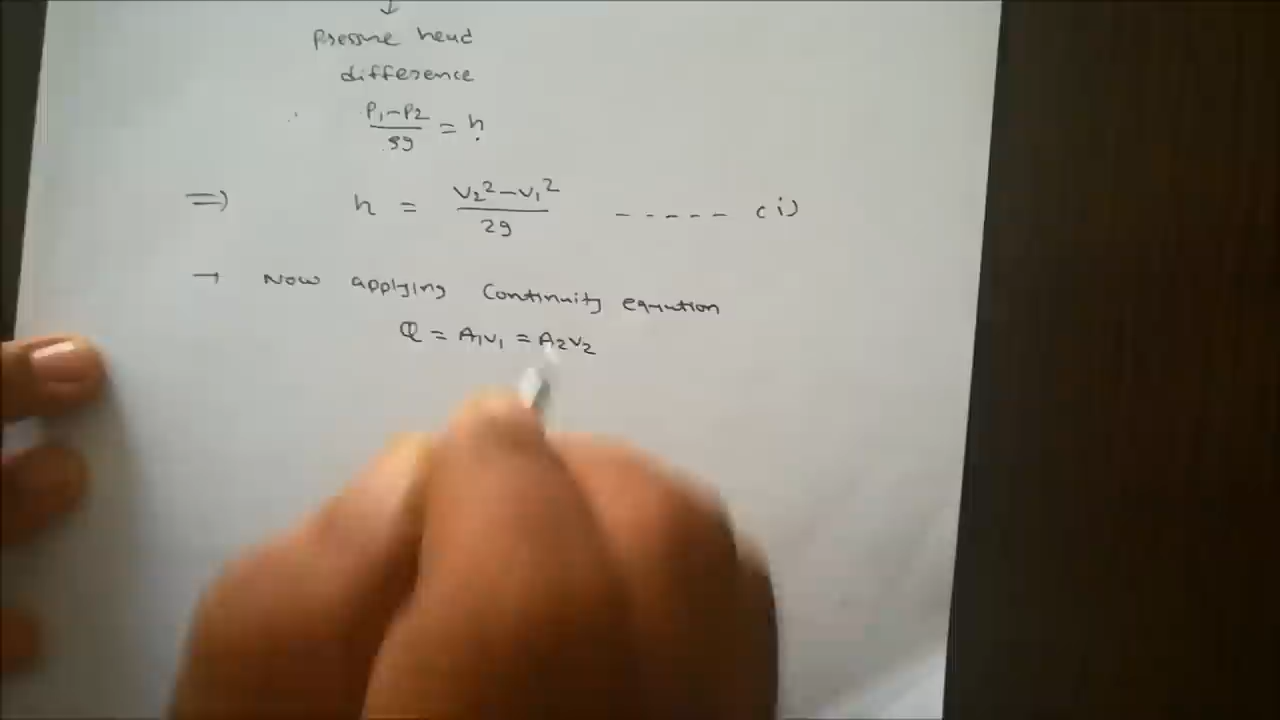 ↓
pressure head
difference
P₁-P₂/ρg = h
⇒ h = V₂² - V₁²/2g ----- (i)
→ Now applying Continuity equation
Q = A₁V₁ = A₂V₂